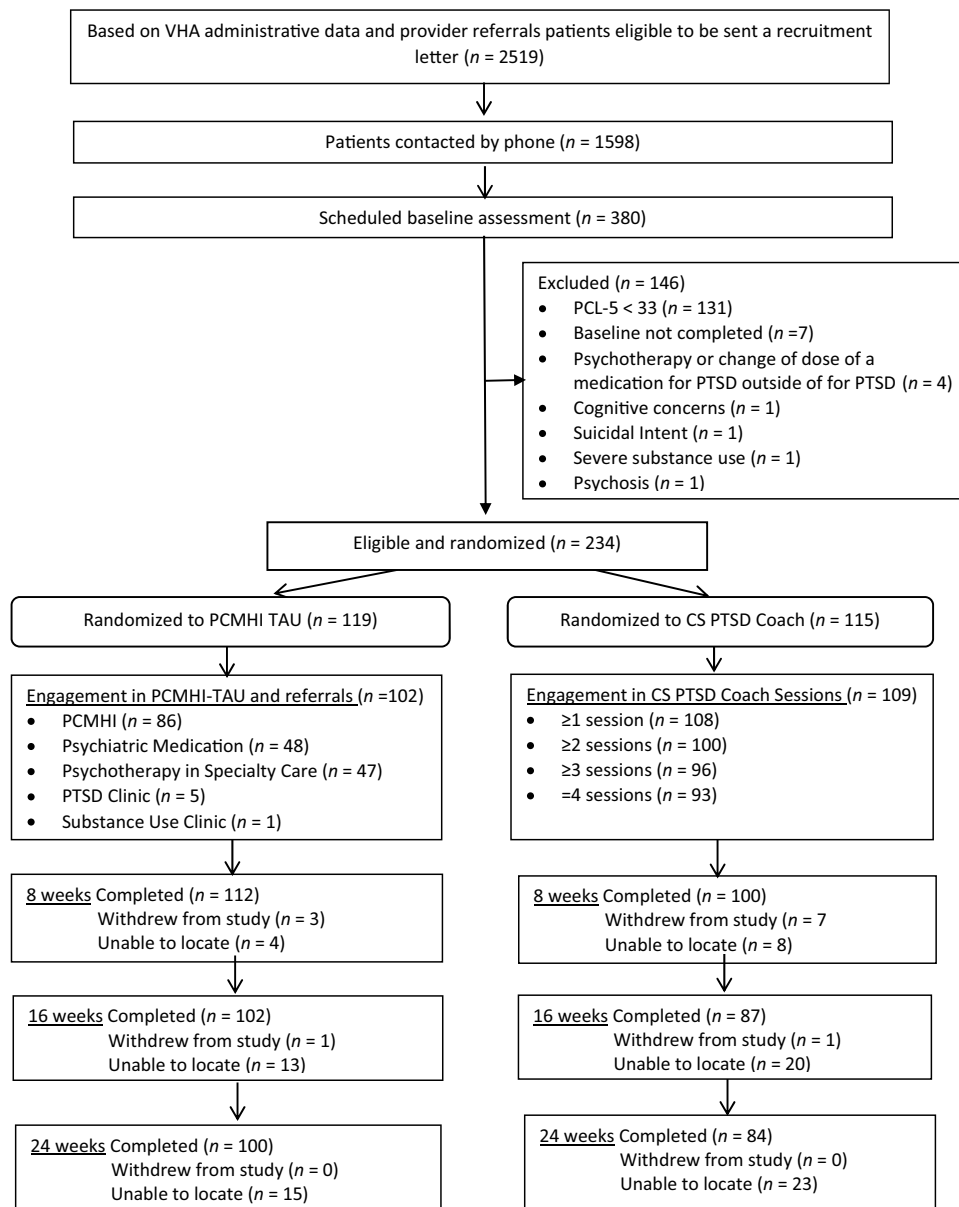 Based on VHA administrative data and provider referrals patients eligible to be sent a recruitment
letter (n = 2519)
Patients contacted by phone (n = 1598)
Scheduled baseline assessment (n = 380)
Excluded (n = 146)
• PCL-5 < 33 (n = 131)
• Baseline not completed (n =7)
• Psychotherapy or change of dose of a
medication for PTSD outside of for PTSD (n = 4)
• Cognitive concerns (n = 1)
• Suicidal Intent (n = 1)
• Severe substance use (n = 1)
• Psychosis (n = 1)
Eligible and randomized (n = 234)
Randomized to PCMHI TAU (n = 119)
Engagement in PCMHI-TAU and referrals (n =102)
• PCMHI (n = 86)
• Psychiatric Medication (n = 48)
• Psychotherapy in Specialty Care (n = 47)
• PTSD Clinic (n = 5)
• Substance Use Clinic (n = 1)
8 weeks Completed (n = 112)
Withdrew from study (n = 3)
Unable to locate (n = 4)
16 weeks Completed (n = 102)
Withdrew from study (n = 1)
Unable to locate (n = 13)
24 weeks Completed (n = 100)
Withdrew from study (n = 0)
Unable to locate (n = 15)
Randomized to CS PTSD Coach (n = 115)
Engagement in CS PTSD Coach Sessions (n = 109)
• ≥1 session (n = 108)
• ≥2 sessions (n = 100)
• ≥3 sessions (n = 96)
• =4 sessions (n = 93)
8 weeks Completed (n = 100)
Withdrew from study (n = 7
Unable to locate (n = 8)
16 weeks Completed (n = 87)
Withdrew from study (n = 1)
Unable to locate (n = 20)
24 weeks Completed (n = 84)
Withdrew from study (n = 0)
Unable to locate (n = 23)